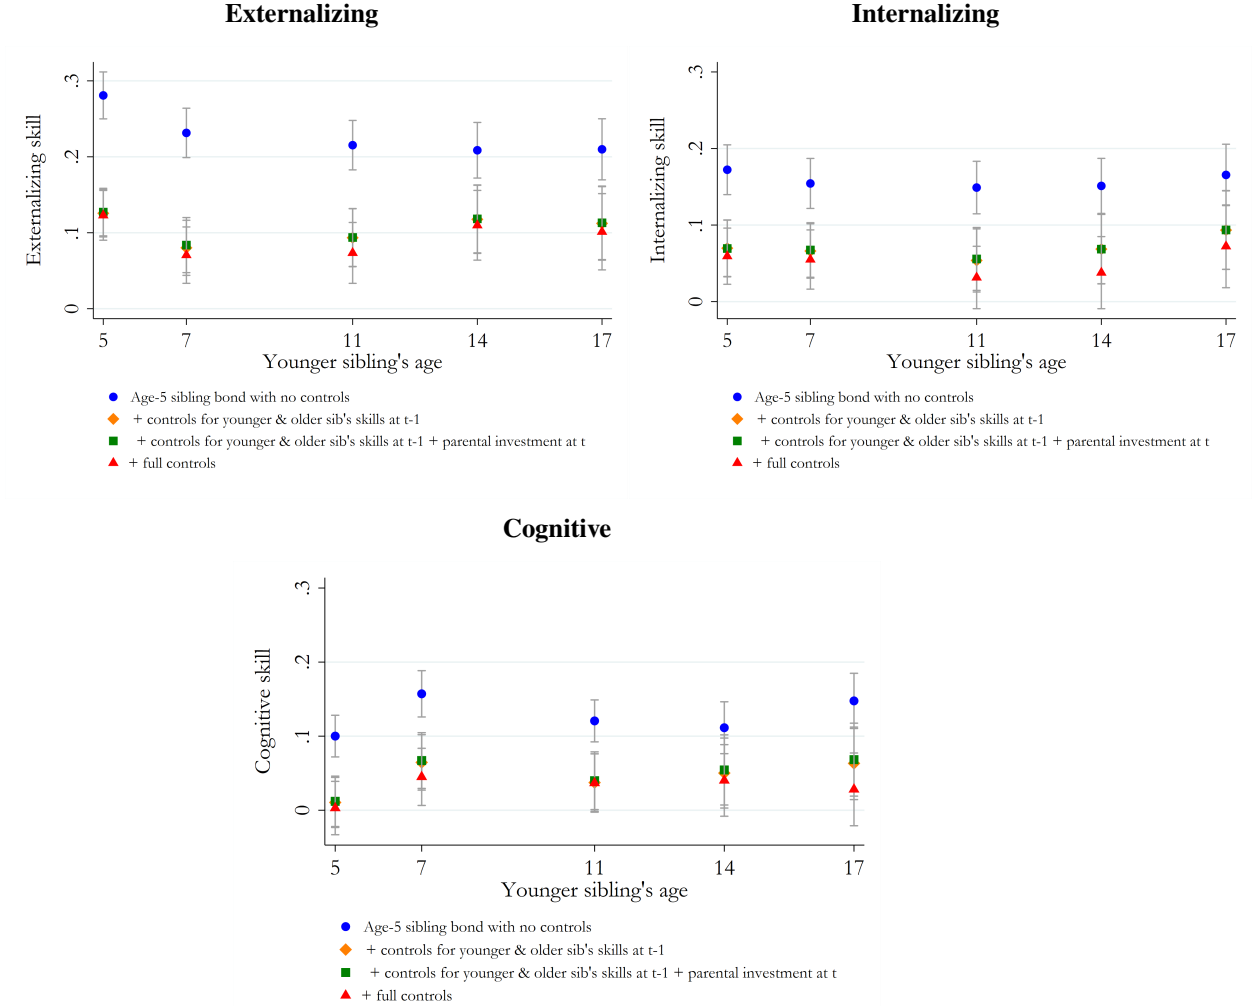 Externalizing
Externalizing skill
.3
.2
.1
0
5 7 11 14 17
Younger sibling's age
Age-5 sibling bond with no controls
+ controls for younger & older sib's skills at t-1
+ controls for younger & older sib's skills at t-1 + parental investment at t
+ full controls
Internalizing
Internalizing skill
.3
.2
.1
0
5 7 11 14 17
Younger sibling's age
Age-5 sibling bond with no controls
+ controls for younger & older sib's skills at t-1
+ controls for younger & older sib's skills at t-1 + parental investment at t
+ full controls
Cognitive
Cognitive skill
.3
.2
.1
0
5 7 11 14 17
Younger sibling's age
Age-5 sibling bond with no controls
+ controls for younger & older sib's skills at t-1
+ controls for younger & older sib's skills at t-1 + parental investment at t
+ full controls